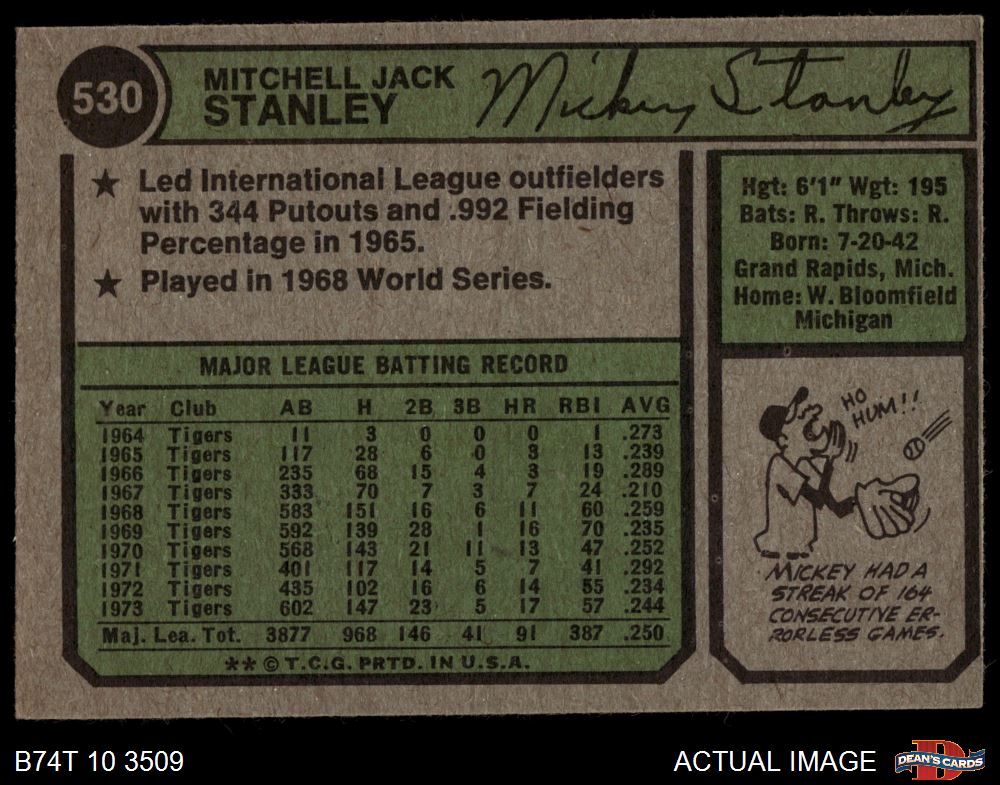 530
MITCHELL JACK
STANLEY
Mickey Stanley
★ Led International League outfielders
with 344 Putouts and .992 Fielding
Percentage in 1965.
★ Played in 1968 World Series.
Hgt: 6'1" Wgt: 195
Bats: R. Throws: R.
Born: 7-20-42
Grand Rapids, Mich.
Home: W. Bloomfield
Michigan
MAJOR LEAGUE BATTING RECORD
Year Club AB H 2B 3B HR RBI AVG
1964 Tigers 11 3 0 0 0 1 .273
1965 Tigers 117 28 6 0 3 13 .239
1966 Tigers 235 68 15 4 3 19 .289
1967 Tigers 333 70 7 3 7 24 .210
1968 Tigers 583 151 16 6 11 60 .259
1969 Tigers 592 139 28 1 16 70 .235
1970 Tigers 568 143 21 11 13 47 .252
1971 Tigers 401 117 14 5 7 41 .292
1972 Tigers 435 102 16 6 14 55 .234
1973 Tigers 602 147 23 5 17 57 .244
Maj. Lea. Tot. 3877 968 146 41 91 387 .250
**© T.C.G. PRTD. IN U.S.A.
HO
HUM!!
MICKEY HAD A
STREAK OF 164
CONSECUTIVE ER-
RORLESS GAMES.
B74T 10 3509
ACTUAL IMAGE
DEAN'S CARDS